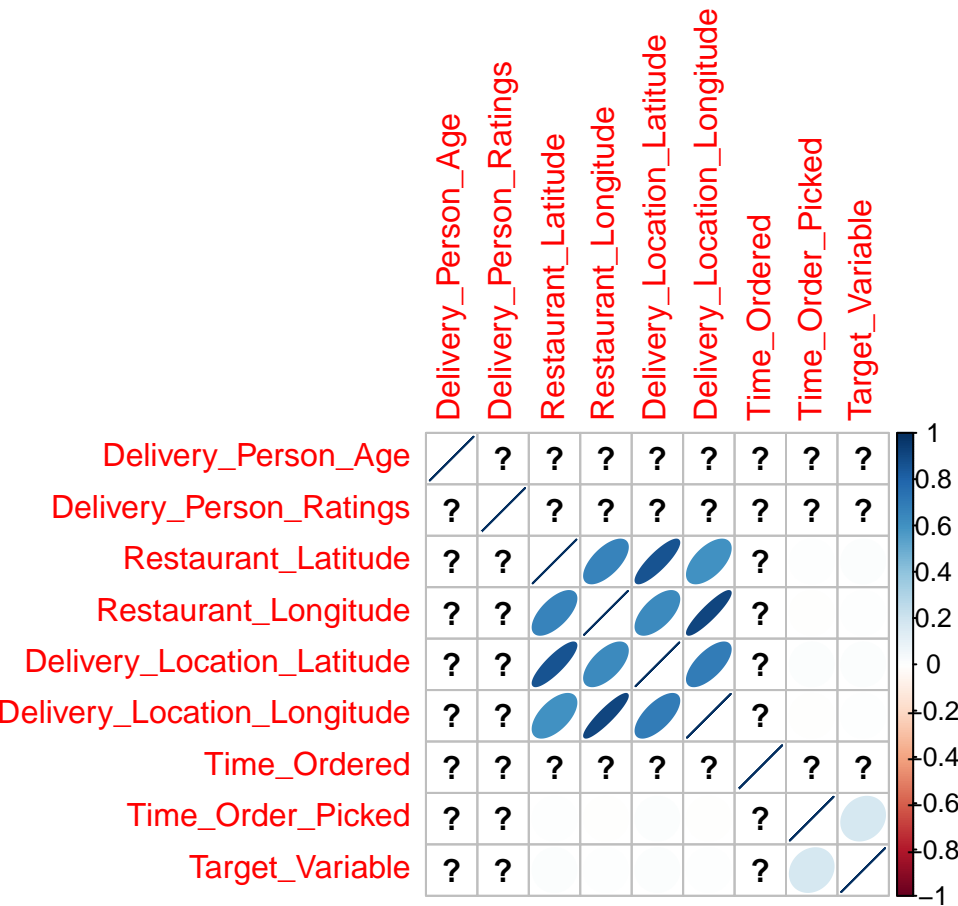 Delivery_Person_Age
Delivery_Person_Ratings
Restaurant_Latitude
Restaurant_Longitude
Delivery_Location_Latitude
Delivery_Location_Longitude
Time_Ordered
Time_Order_Picked
Target_Variable
Delivery_Person_Age ? ? ? ? ? ? ? ?
Delivery_Person_Ratings ? ? ? ? ? ? ? ?
Restaurant_Latitude ? ? ?
Restaurant_Longitude ? ? ?
Delivery_Location_Latitude ? ? ?
Delivery_Location_Longitude ? ? ?
Time_Ordered ? ? ? ? ? ? ? ?
Time_Order_Picked ? ? ?
Target_Variable ? ? ?
1
0.8
0.6
0.4
0.2
0
−0.2
−0.4
−0.6
−0.8
−1